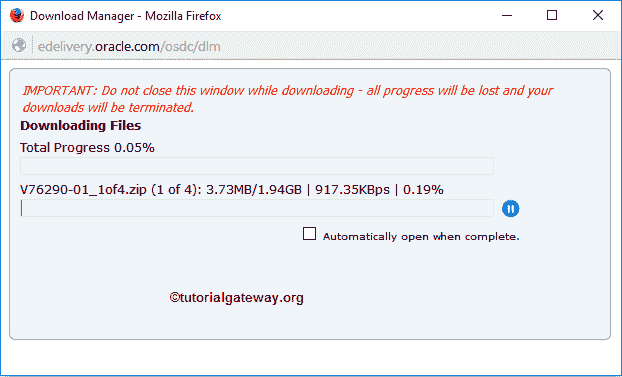 Download Manager - Mozilla Firefox
edelivery.oracle.com/osdc/dlm
IMPORTANT: Do not close this window while downloading - all progress will be lost and your
downloads will be terminated.
Downloading Files
Total Progress 0.05%
V76290-01_1of4.zip (1 of 4): 3.73MB/1.94GB | 917.35KBps | 0.19%
Automatically open when complete.
©tutorialgateway.org